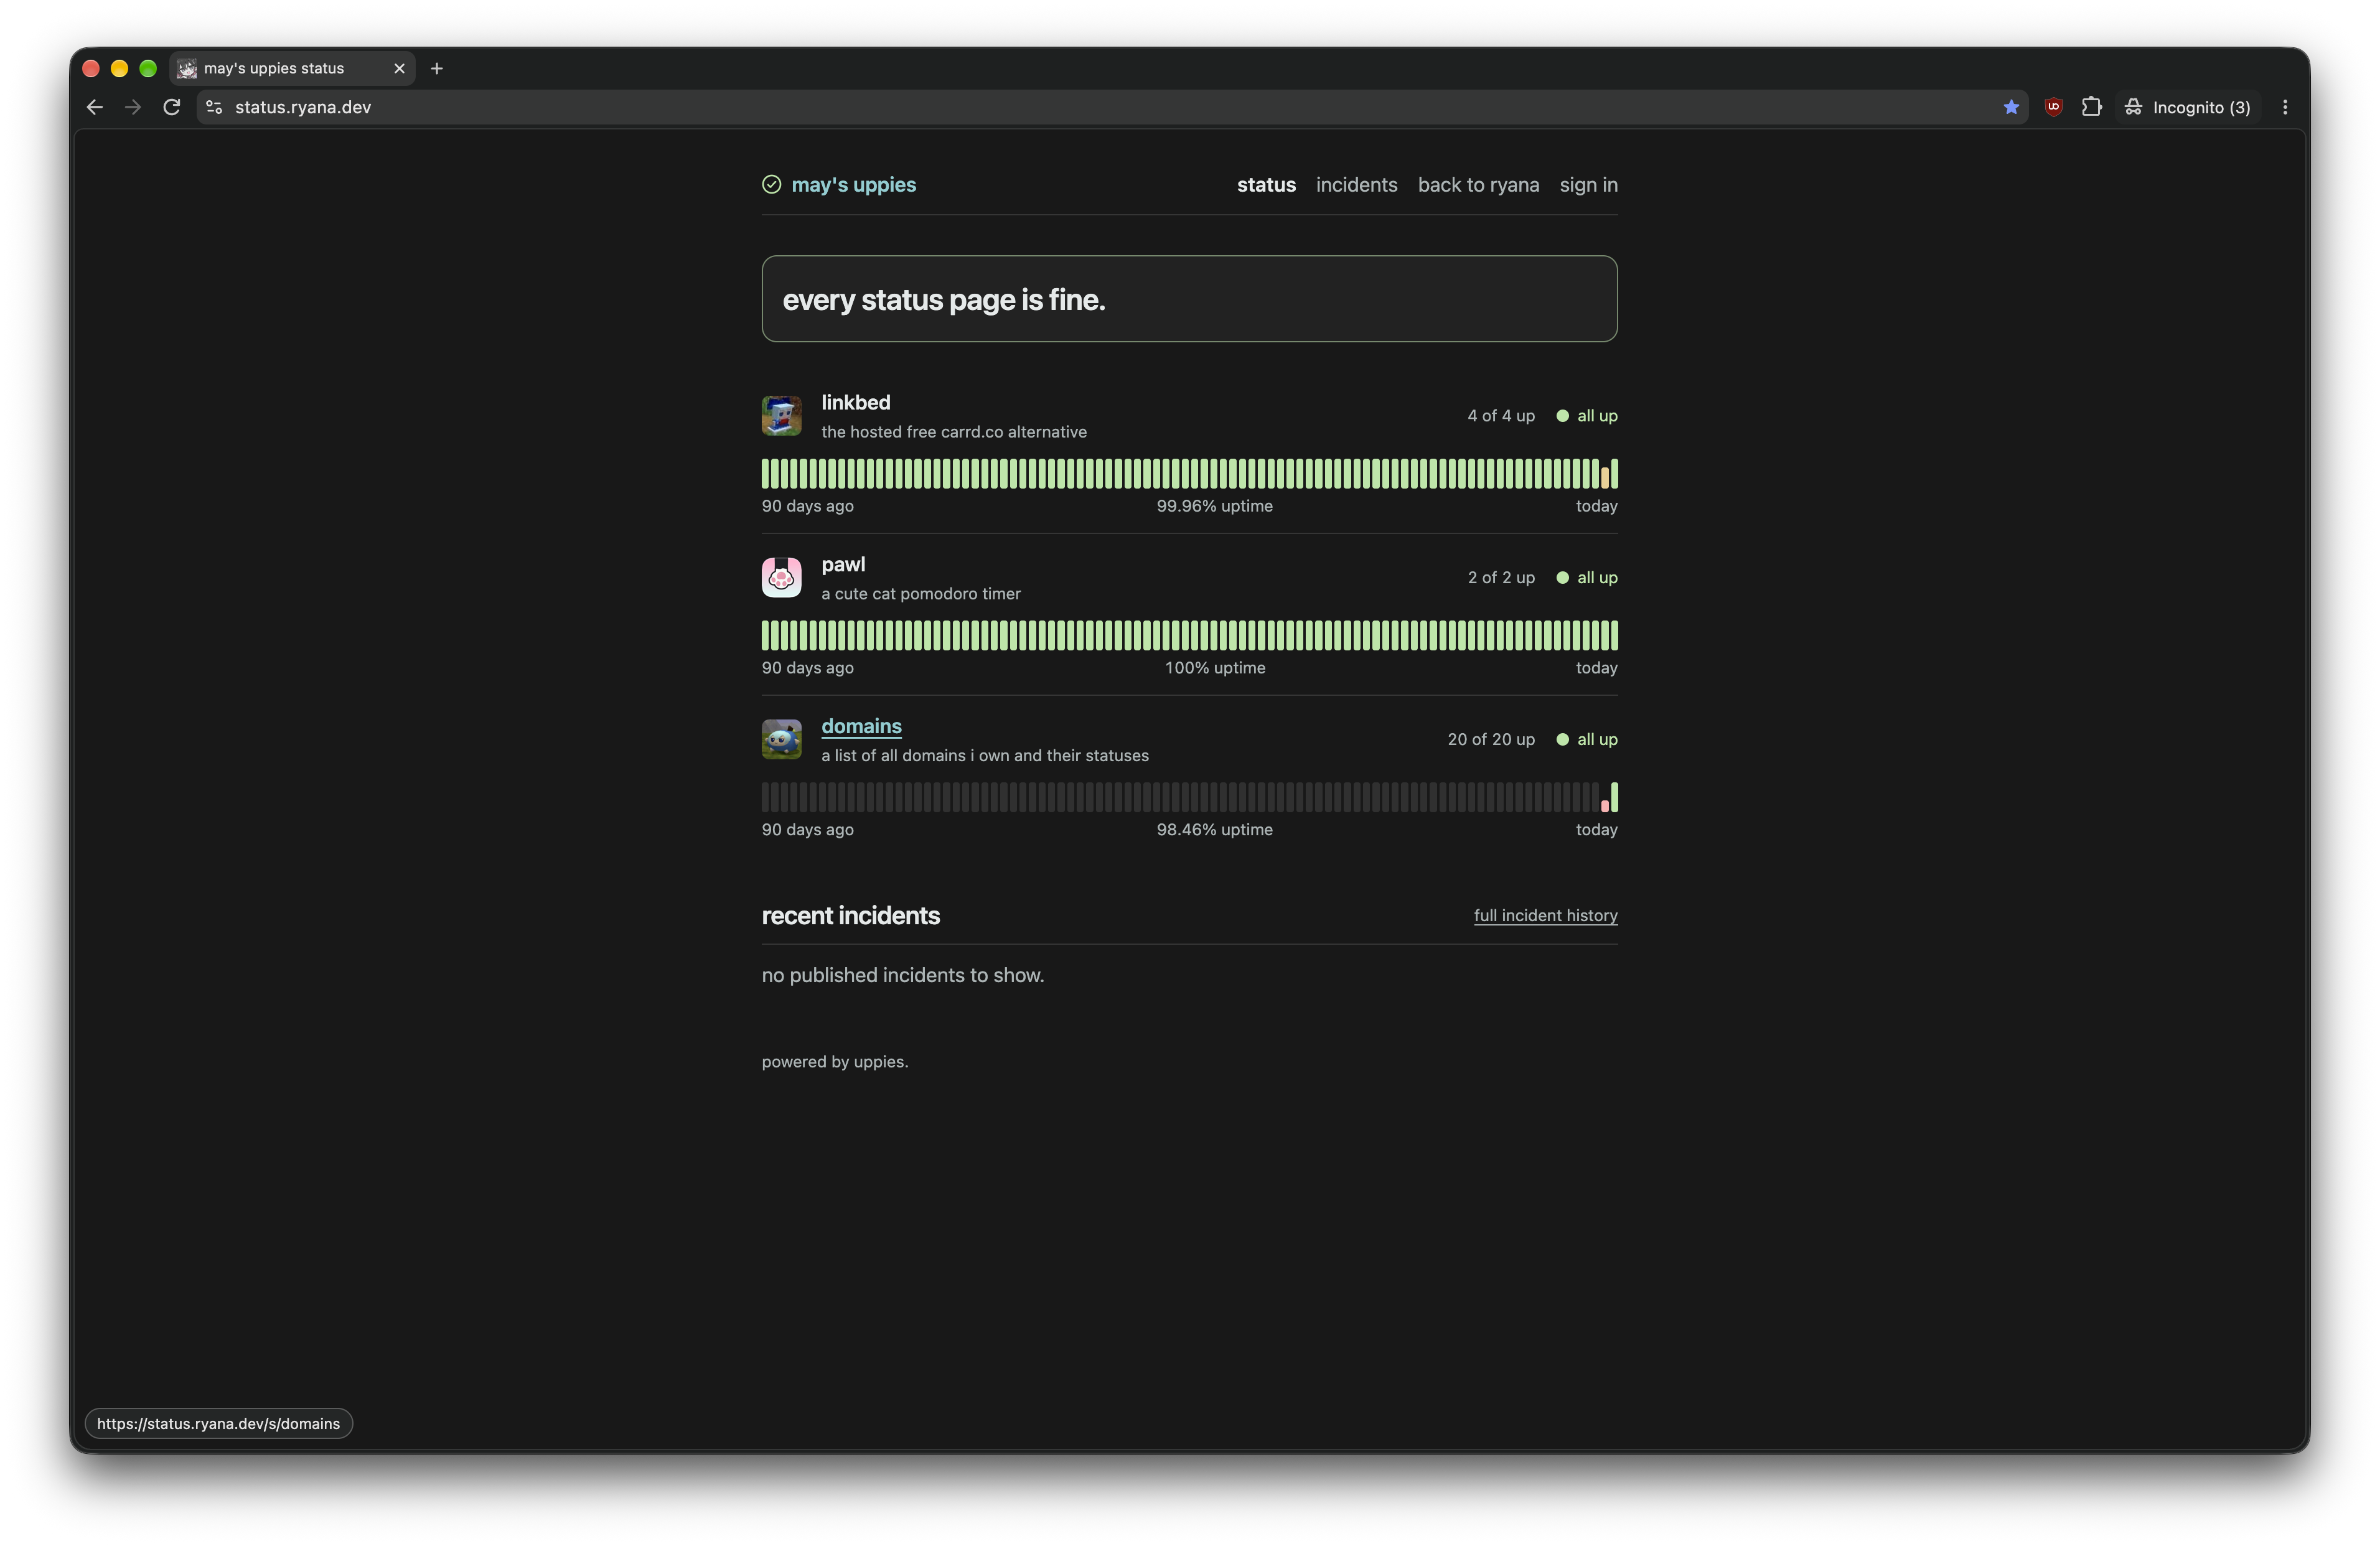 may's uppies status
status.ryana.dev
Incognito (3)
may's uppies
status incidents back to ryana sign in
every status page is fine.
linkbed
the hosted free carrd.co alternative
4 of 4 up all up
90 days ago 99.96% uptime today
pawl
a cute cat pomodoro timer
2 of 2 up all up
90 days ago 100% uptime today
domains
a list of all domains i own and their statuses
20 of 20 up all up
90 days ago 98.46% uptime today
recent incidents full incident history
no published incidents to show.
powered by uppies.
https://status.ryana.dev/s/domains